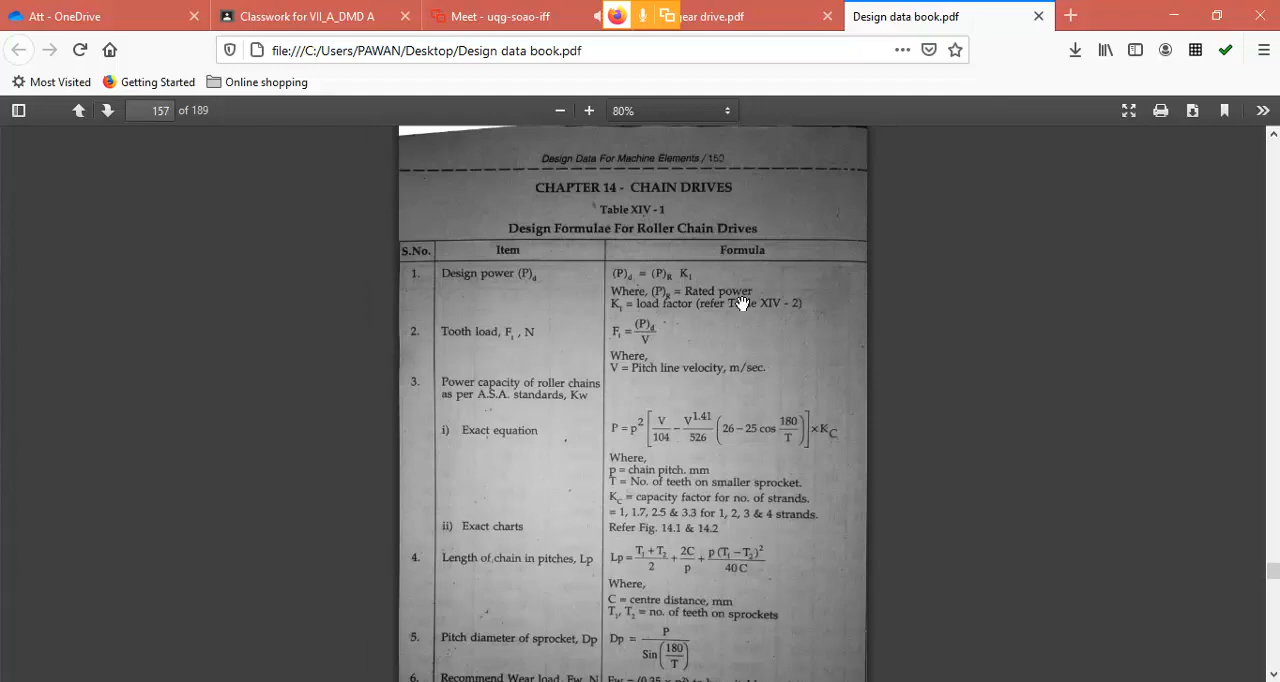 Att - OneDrive
Classwork for VII_A_DMD A
Meet - uqg-soao-iff
gear drive.pdf
Design data book.pdf
file:///C:/Users/PAWAN/Desktop/Design data book.pdf
Most Visited
Getting Started
Online shopping
157 of 189
80%
Design Data For Machine Elements / 150
CHAPTER 14 - CHAIN DRIVES
Table XIV - 1
Design Formulae For Roller Chain Drives
S.No. Item Formula
1. Design power (P)d (P)d = (P)R K1
Where, (P)R = Rated power
K1 = load factor (refer Table XIV - 2)
2. Tooth load, Ft , N Ft = (P)d / V
Where,
V = Pitch line velocity, m/sec.
3. Power capacity of roller chains
as per A.S.A. standards, Kw
i) Exact equation P = p² [ V/104 − V^1.41/526 ( 26 − 25 cos 180/T ) ] × KC
Where,
p = chain pitch. mm
T = No. of teeth on smaller sprocket.
KC = capacity factor for no. of strands.
= 1, 1.7, 2.5 & 3.3 for 1, 2, 3 & 4 strands.
ii) Exact charts Refer Fig. 14.1 & 14.2
4. Length of chain in pitches, Lp Lp = (T1 + T2)/2 + 2C/p + p (T1 − T2)²/40 C
Where,
C = centre distance, mm
T1, T2 = no. of teeth on sprockets
5. Pitch diameter of sprocket, Dp Dp = P / Sin (180/T)
6. Recommend Wear load, Fw, N